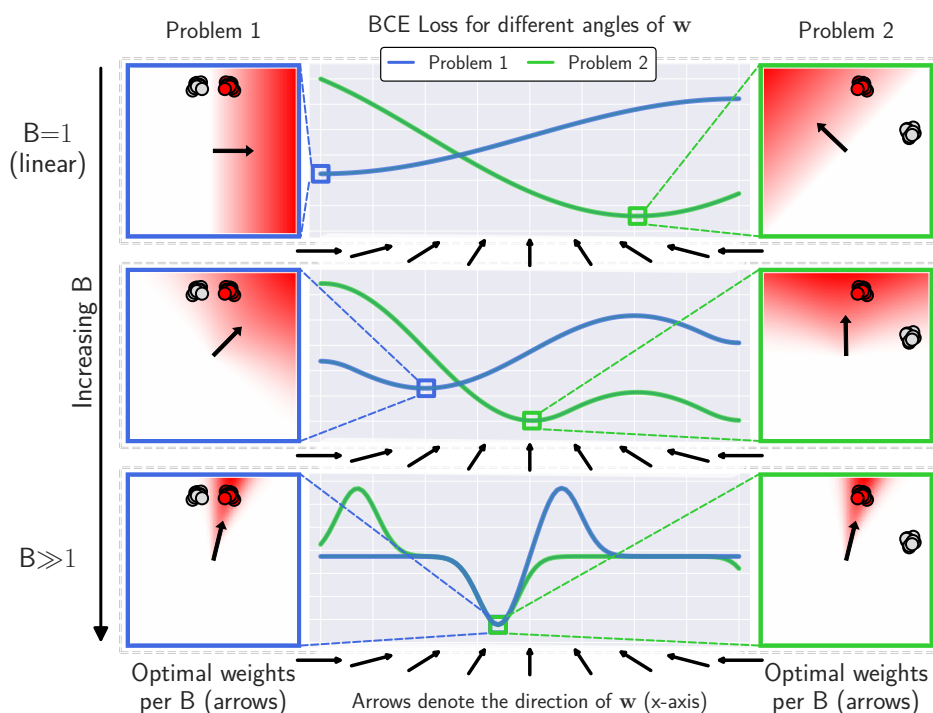 Problem 1
BCE Loss for different angles of w
Problem 2
Problem 1
Problem 2
B=1
(linear)
Increasing B
B≫1
Optimal weights
per B (arrows)
Arrows denote the direction of w (x-axis)
Optimal weights
per B (arrows)